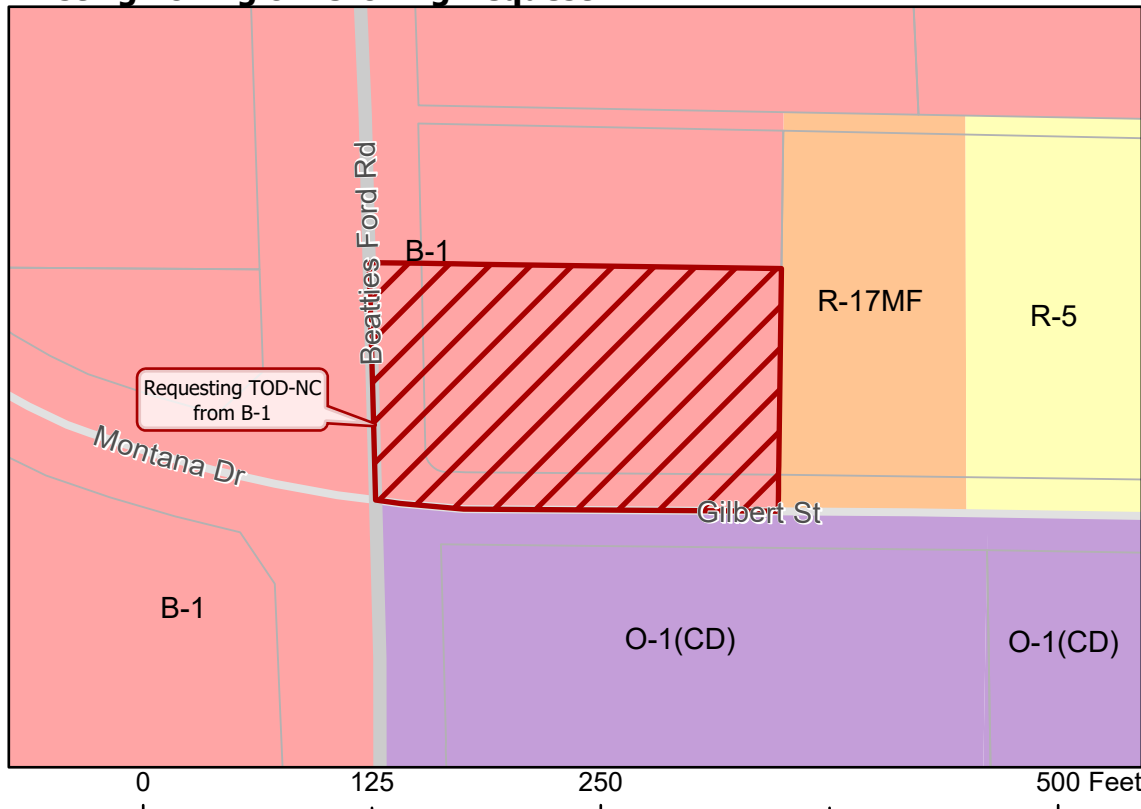 Beatties Ford Rd
B-1
R-17MF
R-5
Requesting TOD-NC
from B-1
Montana Dr
Gilbert St
B-1
O-1(CD)
O-1(CD)
0 125 250 500 Feet